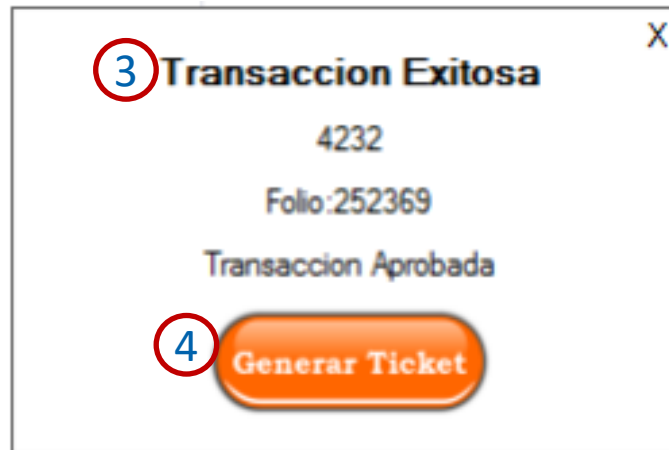 X
3 Transaccion Exitosa
4232
Folio:252369
Transaccion Aprobada
4 Generar Ticket